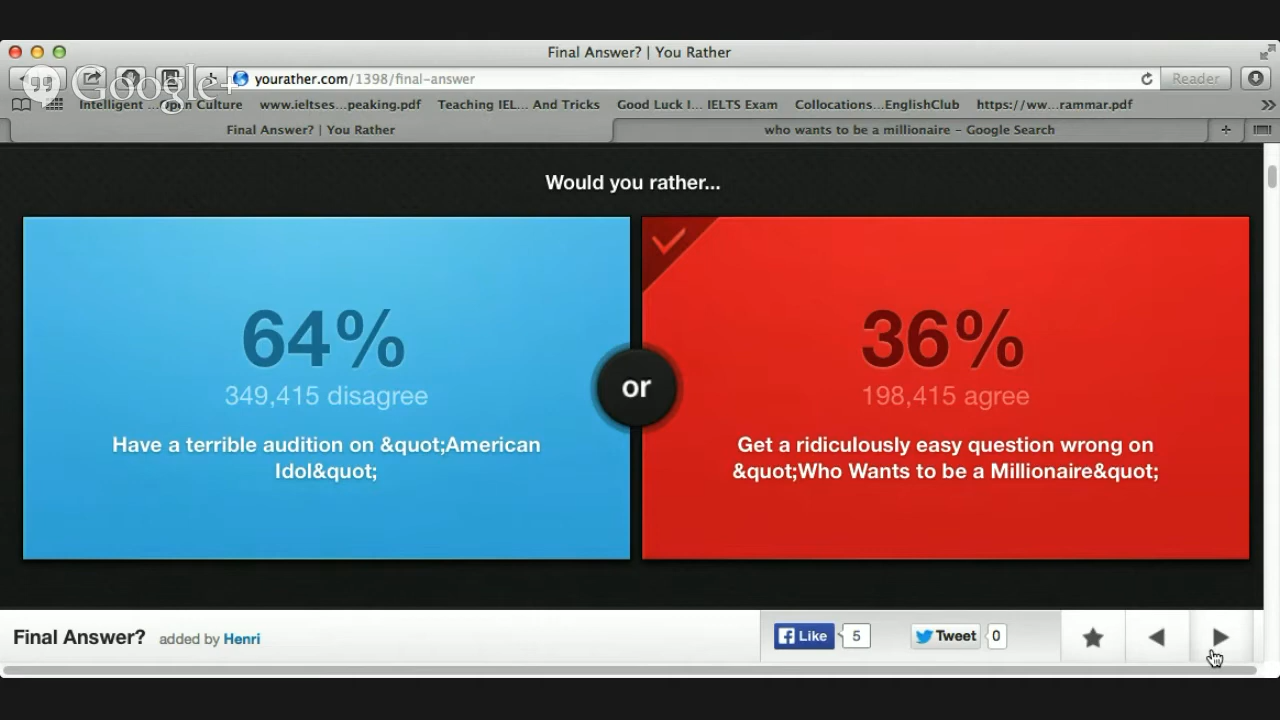 Final Answer? | You Rather
Google+
yourather.com/1398/final-answer
Reader
Intelligent ...Open Culture www.ieltses...peaking.pdf Teaching IEL... And Tricks Good Luck I... IELTS Exam Collocations...EnglishClub https://ww...rammar.pdf
Final Answer? | You Rather who wants to be a millionaire – Google Search
Would you rather...
64%
349,415 disagree
Have a terrible audition on &quot;American
Idol&quot;
or
36%
198,415 agree
Get a ridiculously easy question wrong on
&quot;Who Wants to be a Millionaire&quot;
Final Answer? added by Henri
Like 5 Tweet 0